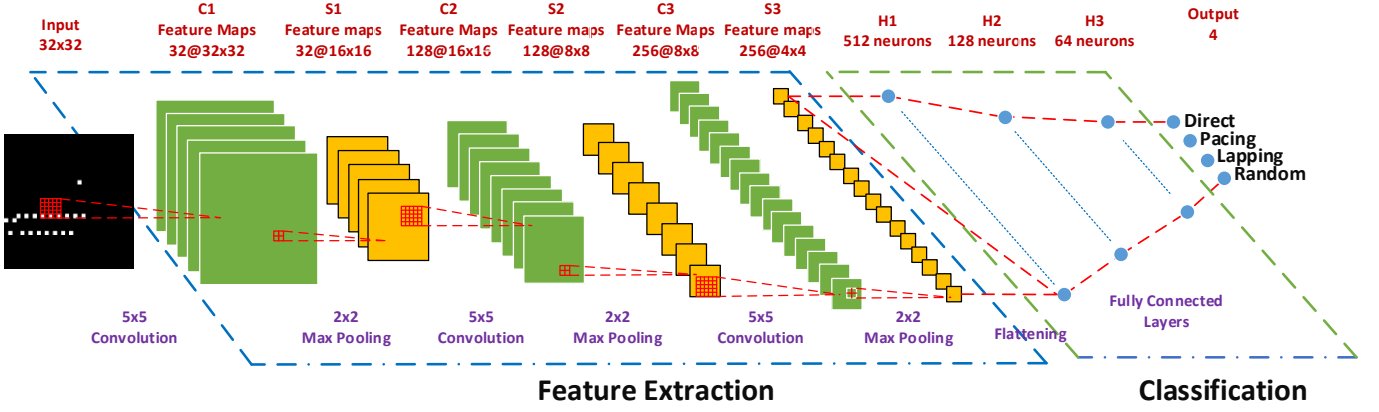 Input
32x32
C1
Feature Maps
32@32x32
S1
Feature maps
32@16x16
C2
Feature Maps
128@16x16
S2
Feature maps
128@8x8
C3
Feature Maps
256@8x8
S3
Feature maps
256@4x4
H1
512 neurons
H2
128 neurons
H3
64 neurons
Output
4
Direct
Pacing
Lapping
Random
5x5
Convolution
2x2
Max Pooling
5x5
Convolution
2x2
Max Pooling
5x5
Convolution
2x2
Max Pooling
Flattening
Fully Connected
Layers
Feature Extraction
Classification